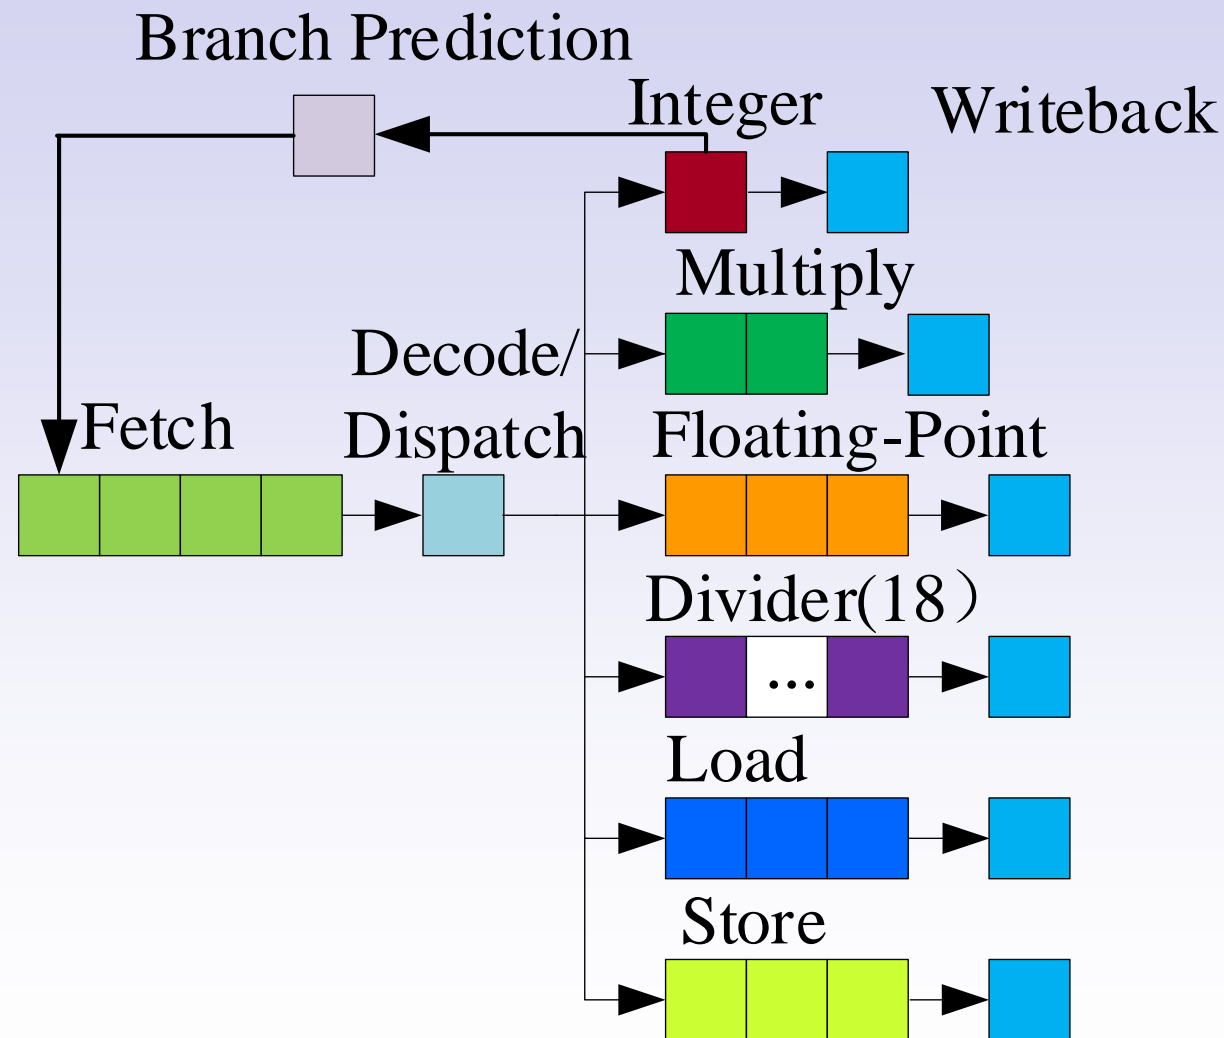 Branch Prediction
Integer
Writeback
Multiply
Decode/
Dispatch
Fetch
Floating-Point
Divider(18）
...
Load
Store